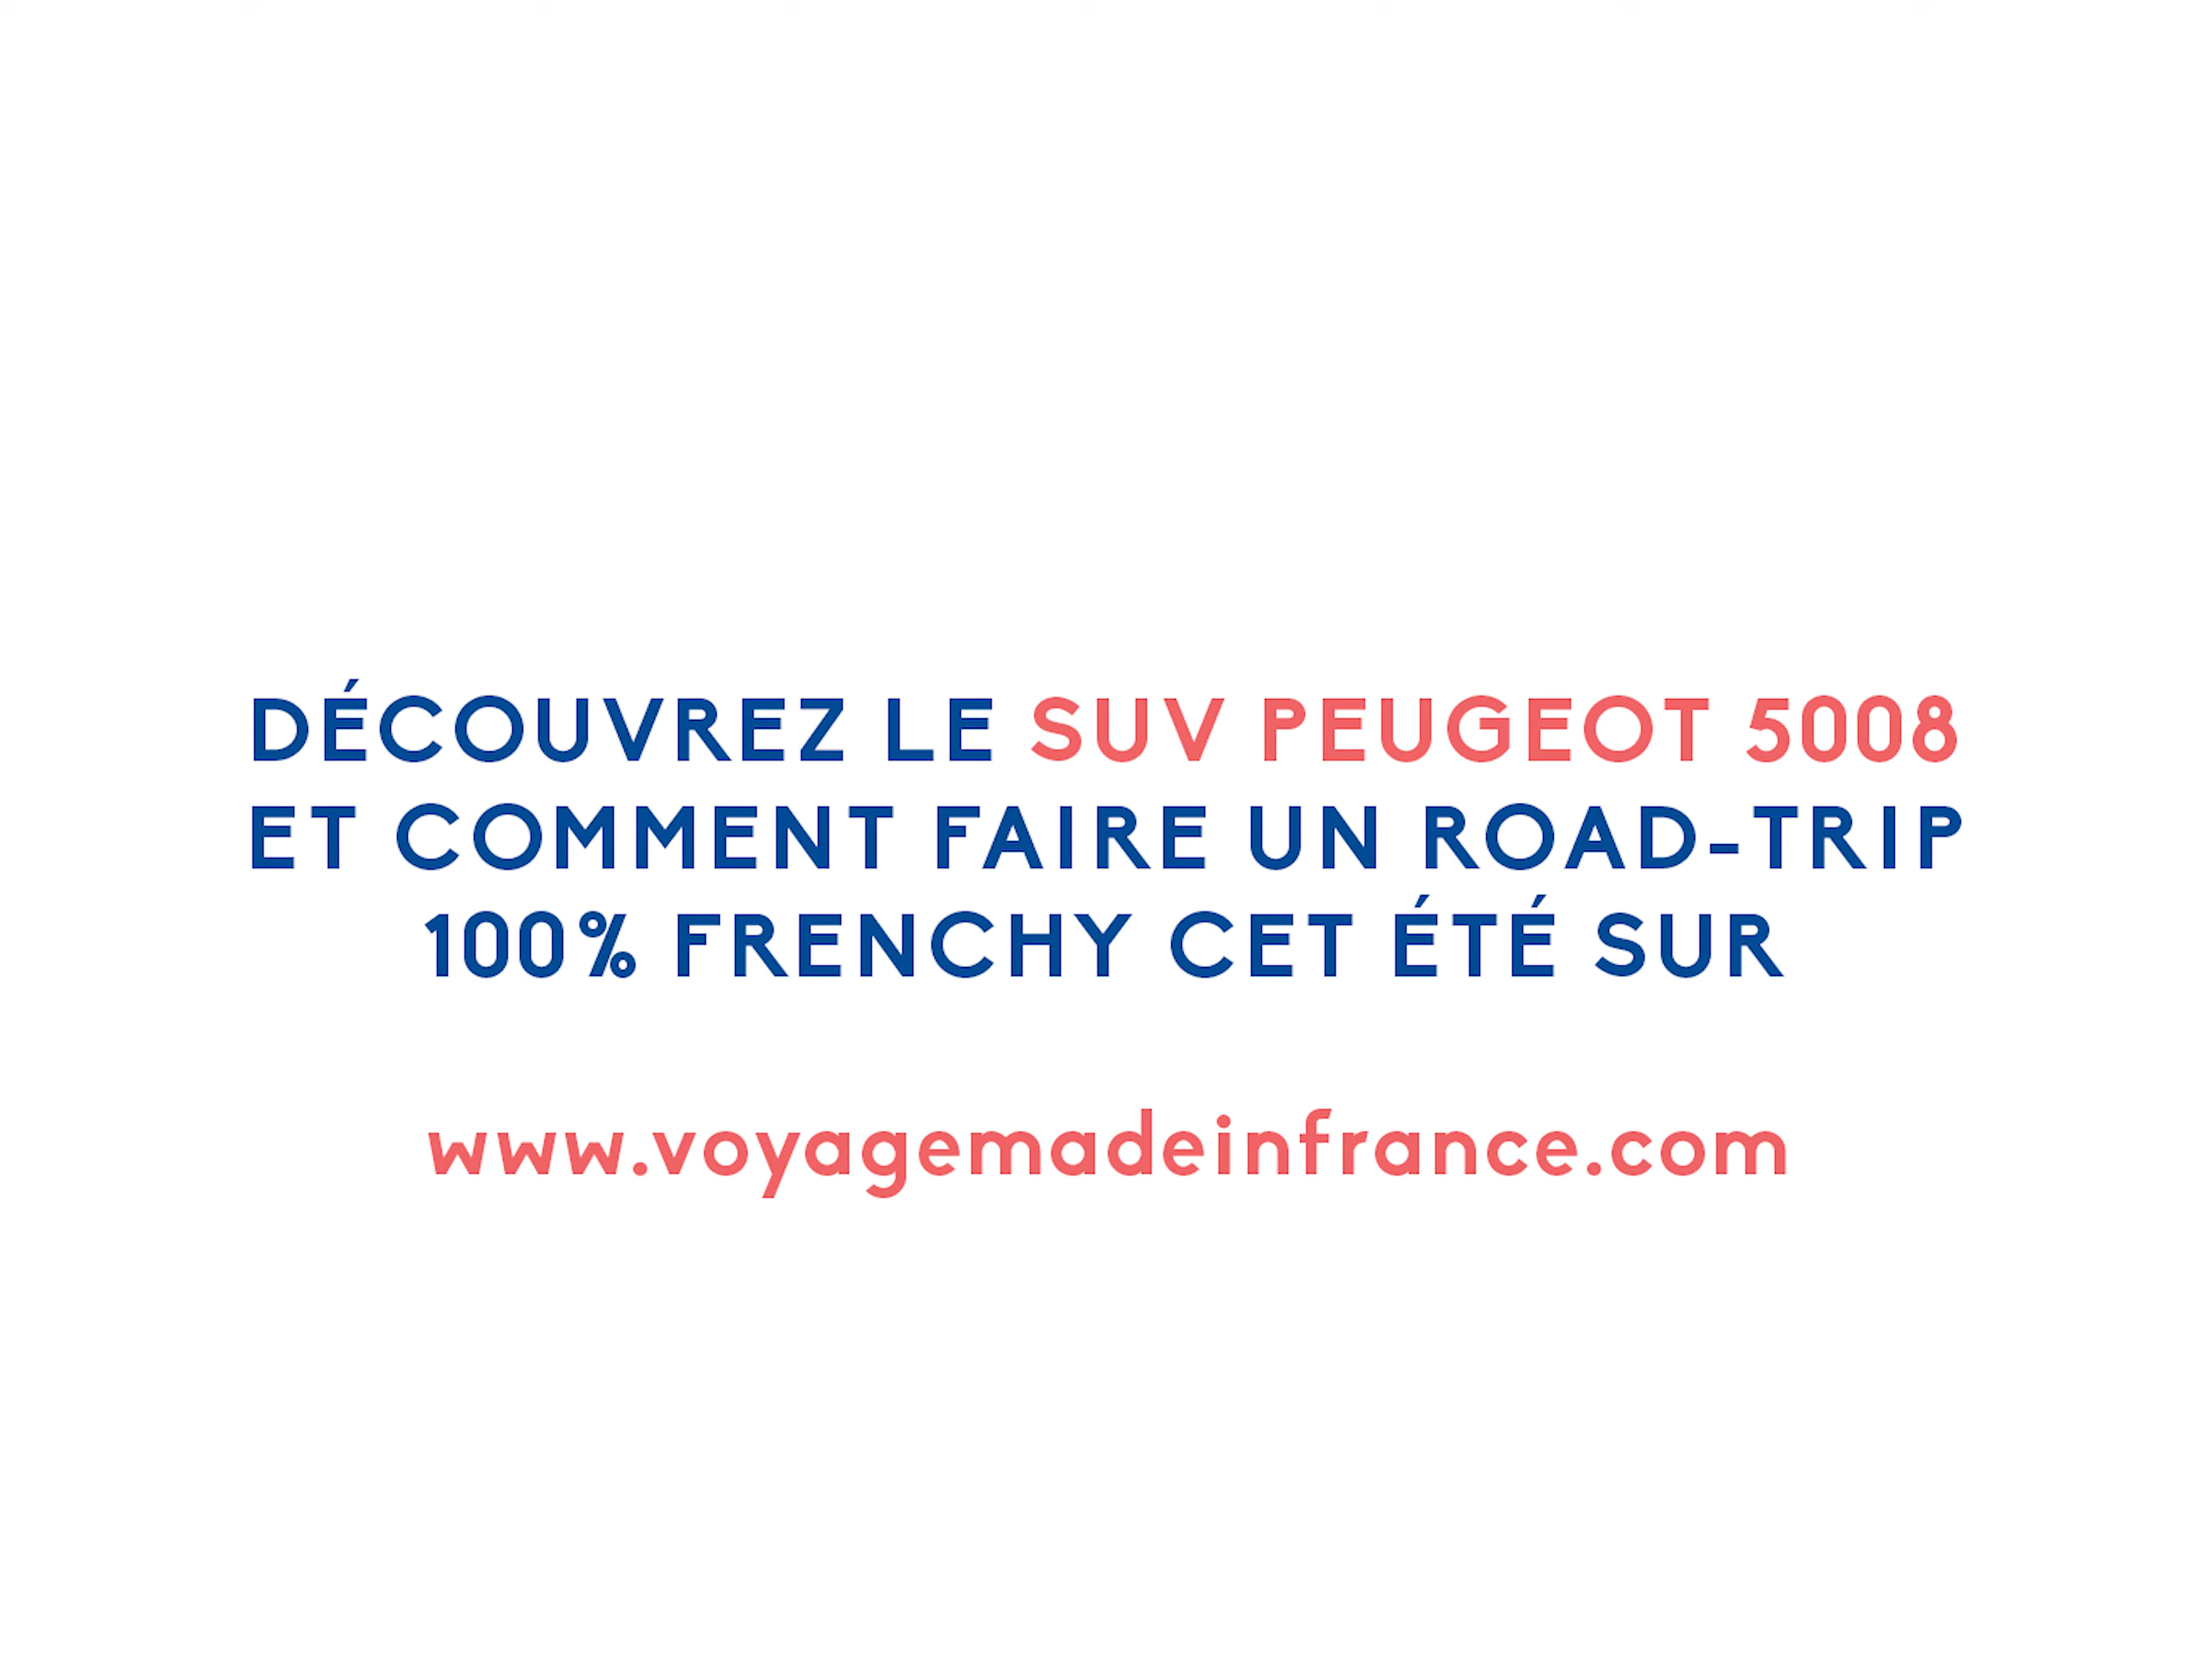 DÉCOUVREZ LE SUV PEUGEOT 5008
ET COMMENT FAIRE UN ROAD-TRIP
100% FRENCHY CET ÉTÉ SUR
www.voyagemadeinfrance.com